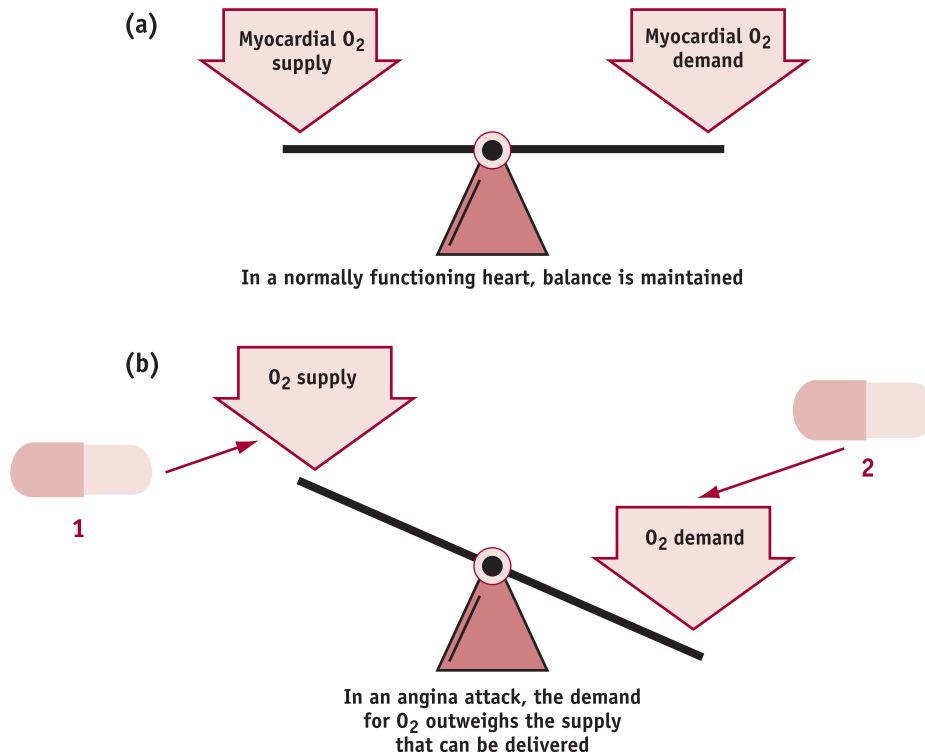 (a)
Myocardial O2
supply
Myocardial O2
demand
In a normally functioning heart, balance is maintained
(b)
O2 supply
1
2
O2 demand
In an angina attack, the demand
for O2 outweighs the supply
that can be delivered